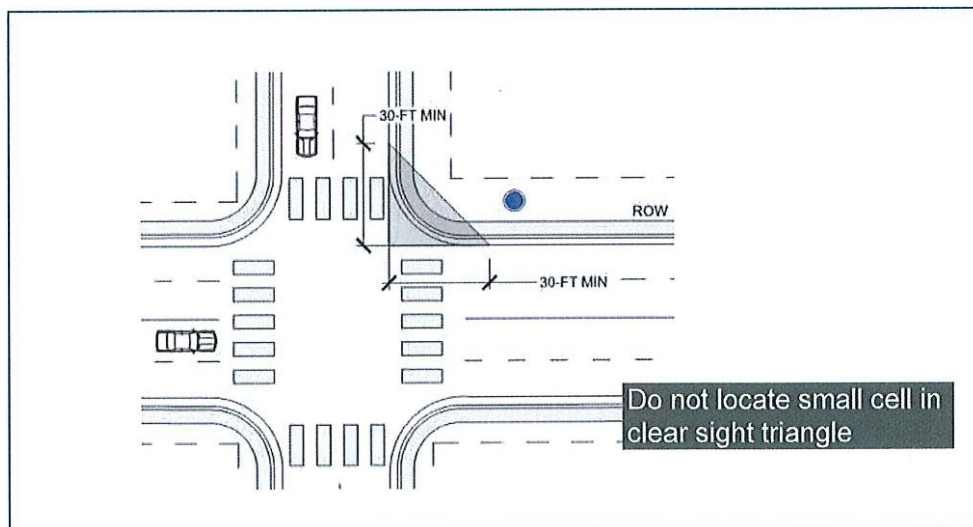 30-FT MIN
ROW
30-FT MIN
Do not locate small cell in
clear sight triangle